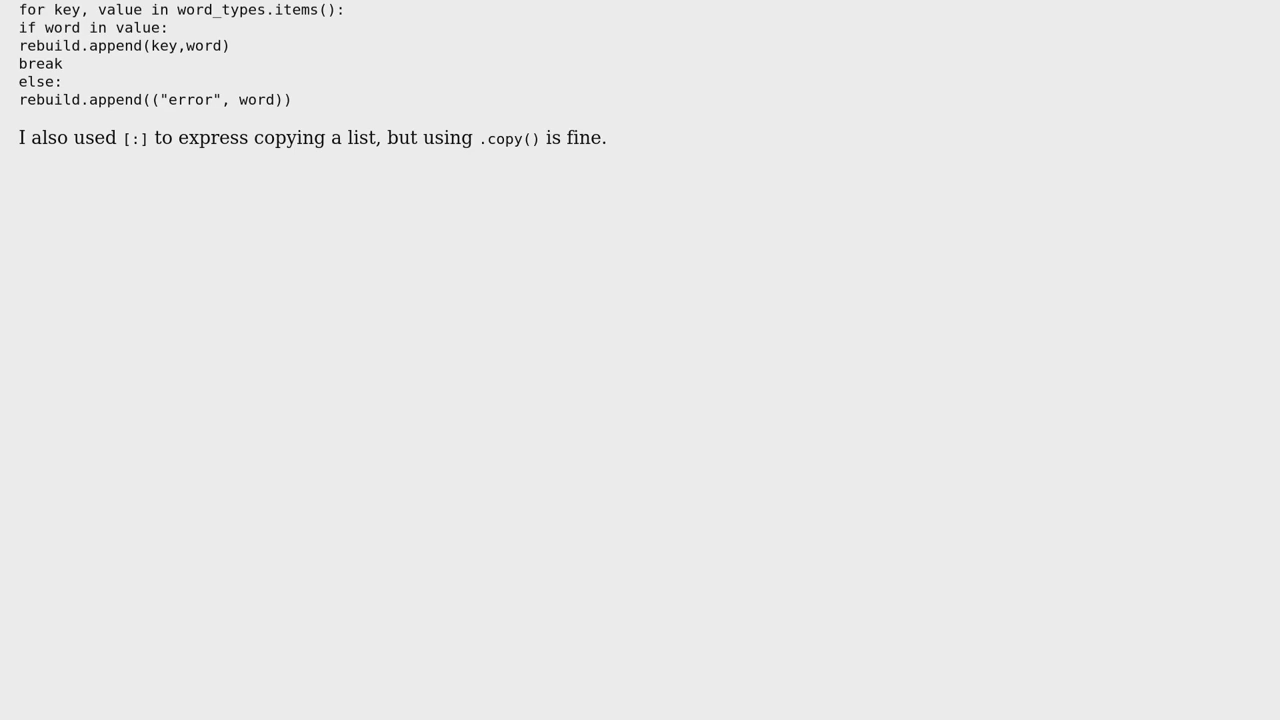 for key, value in word_types.items():
if word in value:
rebuild.append(key,word)
break
else:
rebuild.append(("error", word))
I also used [:] to express copying a list, but using .copy() is fine.